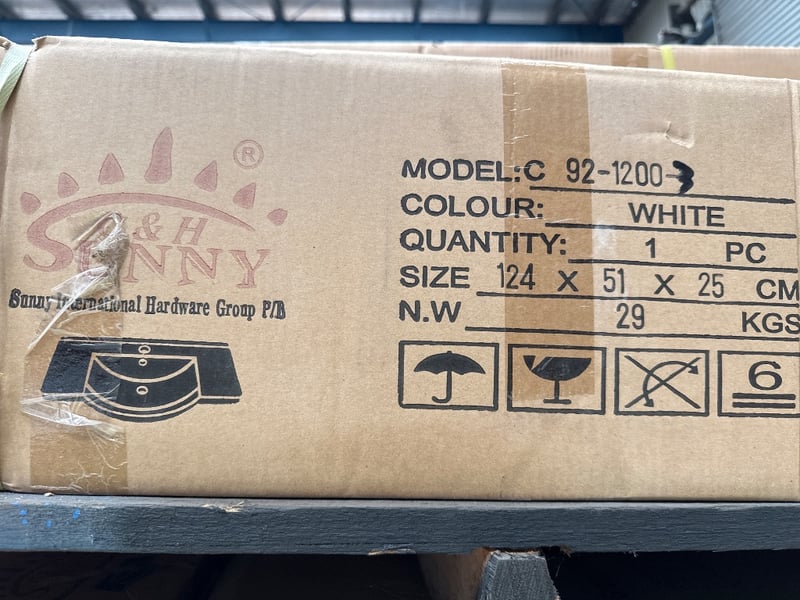 ®
& H
SUNNY
Sunny International Hardware Group P/B
MODEL:C 92-1200-3
COLOUR: WHITE
QUANTITY: 1 PC
SIZE 124 X 51 X 25 CM
N.W 29 KGS
6